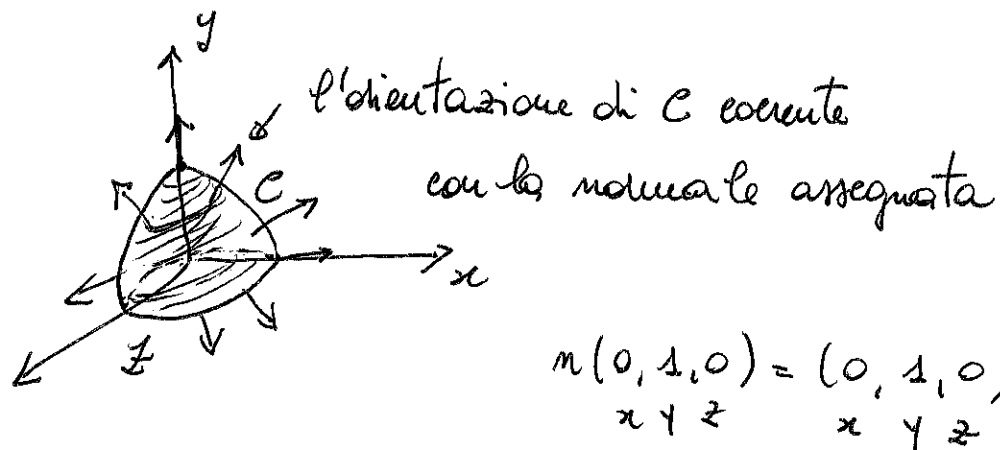 y
l'orientazione di C coerente
con la normale assegnata
C
x
z
n(0, 1, 0) = (0, 1, 0,
x y z x y z